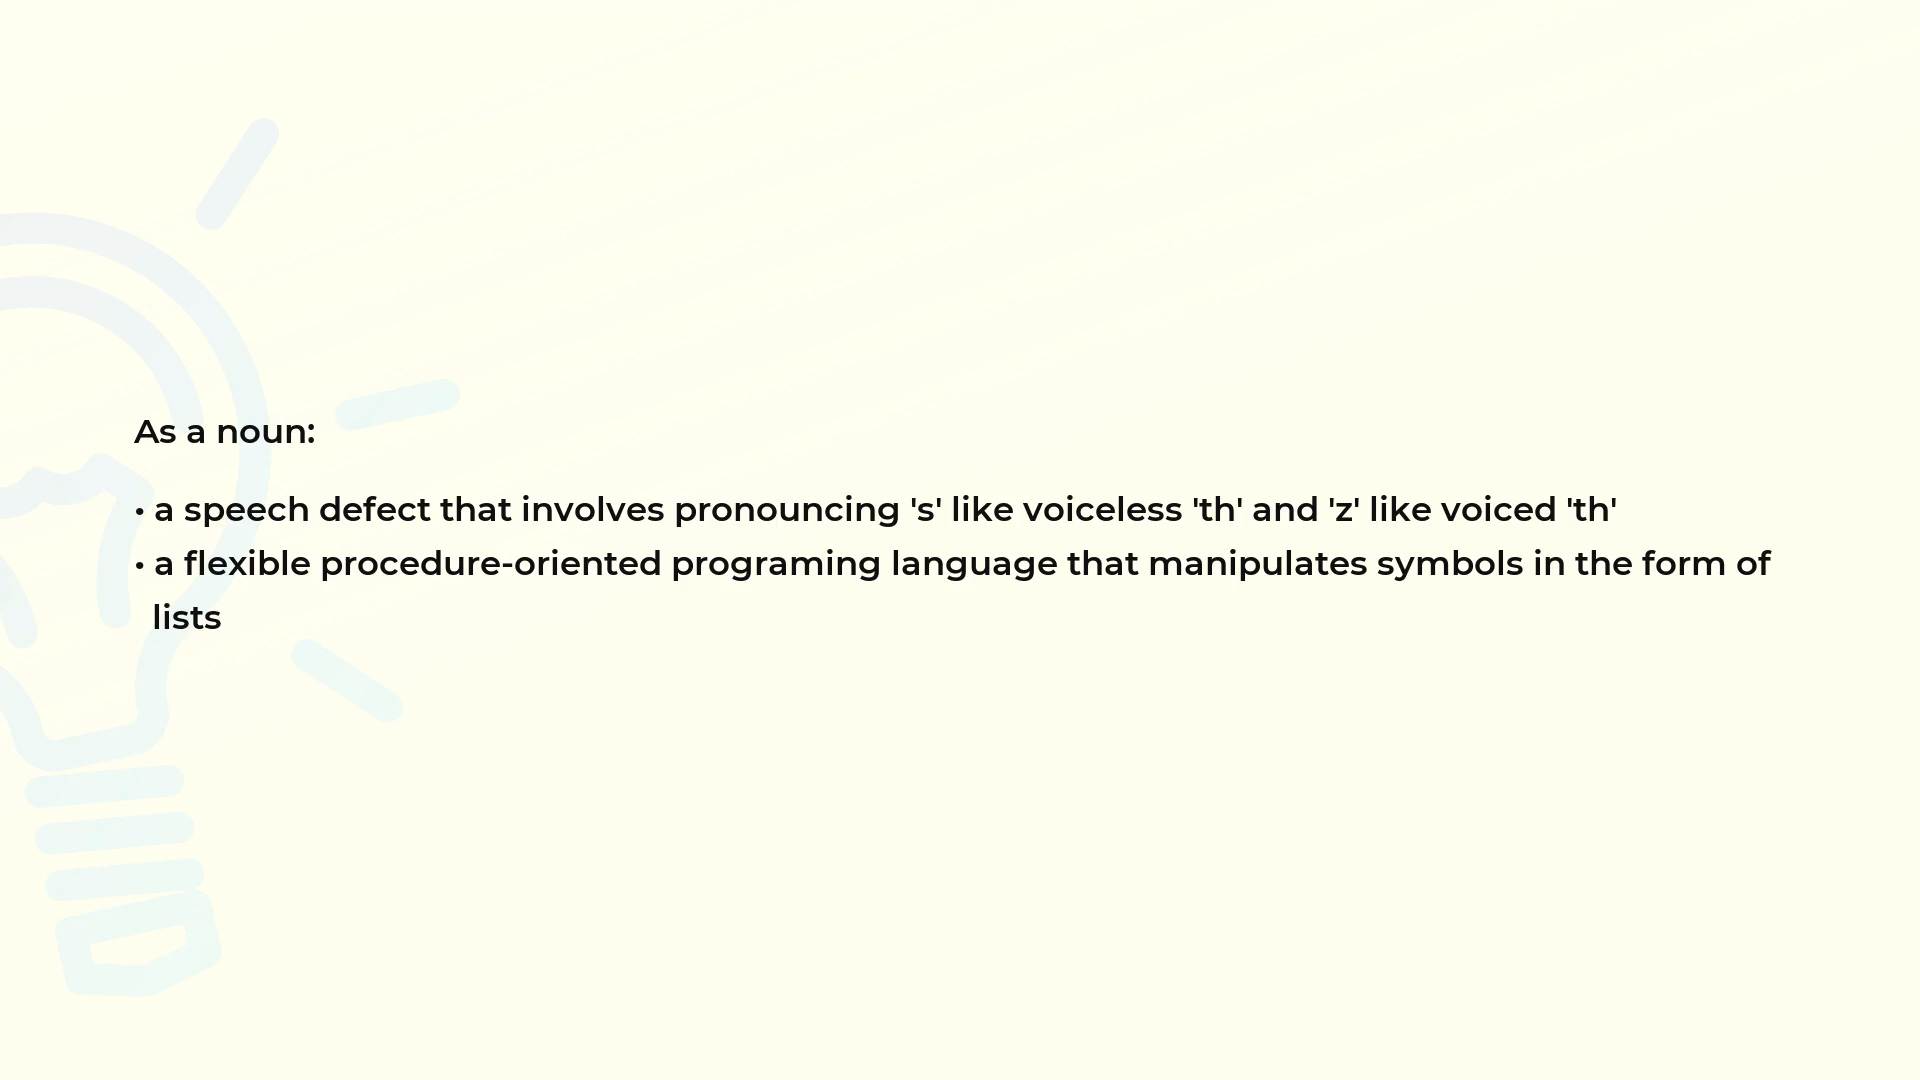 As a noun:
• a speech defect that involves pronouncing 's' like voiceless 'th' and 'z' like voiced 'th'
• a flexible procedure-oriented programing language that manipulates symbols in the form of
lists